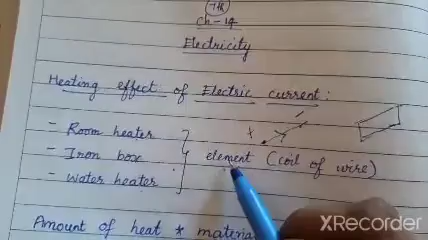 7th
Ch-14
Electricity
Heating effect of Electric current:
- Room heater
- Iron box
element (coil of wire)
- Water heater
Amount of heat * materia
XRecorder